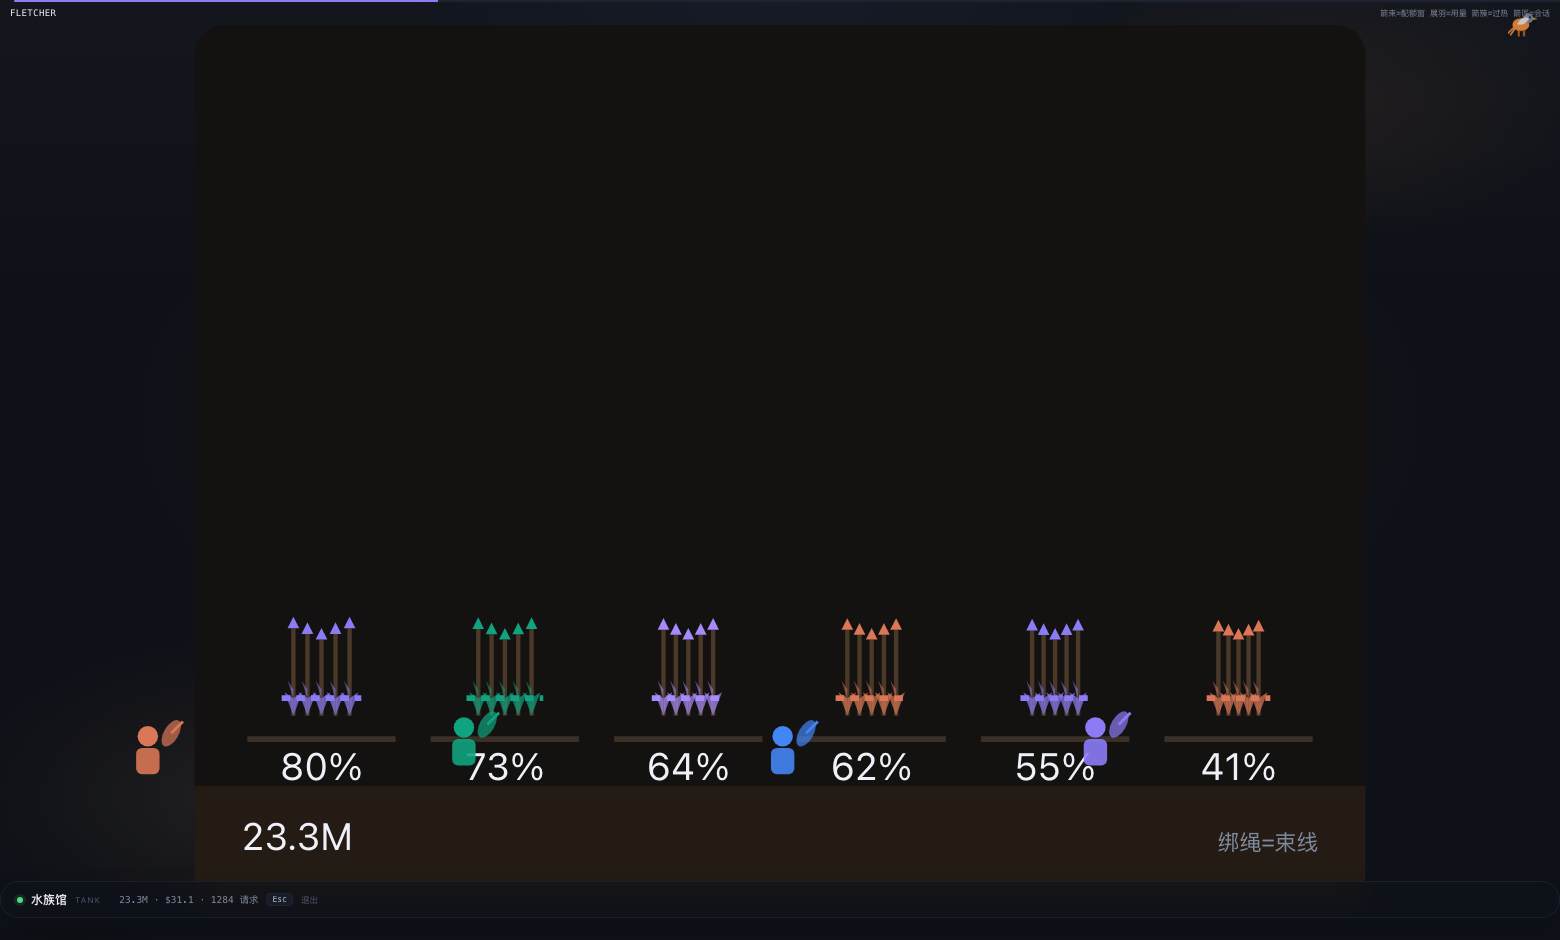 FLETCHER
箭束=配额窗 展羽=用量 箭簇=过热 箭匠=会话
80% 73% 64% 62% 55% 41%
23.3M
绑绳=束线
水族馆 TANK 23.3M · $31.1 · 1284 请求 Esc 退出